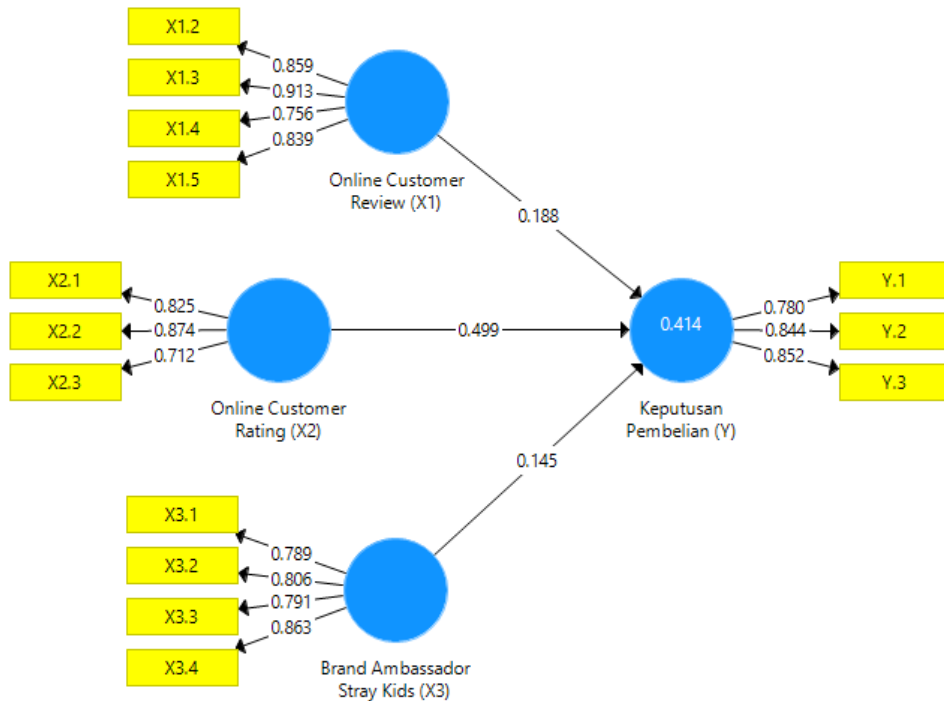 X1.2
0.859
X1.3
0.913
X1.4
0.756
X1.5
0.839
Online Customer
Review (X1)
0.188
X2.1
0.825
X2.2
0.874
X2.3
0.712
Online Customer
Rating (X2)
0.499
0.414
Keputusan
Pembelian (Y)
Y.1
0.780
Y.2
0.844
Y.3
0.852
0.145
X3.1
0.789
X3.2
0.806
X3.3
0.791
X3.4
0.863
Brand Ambassador
Stray Kids (X3)